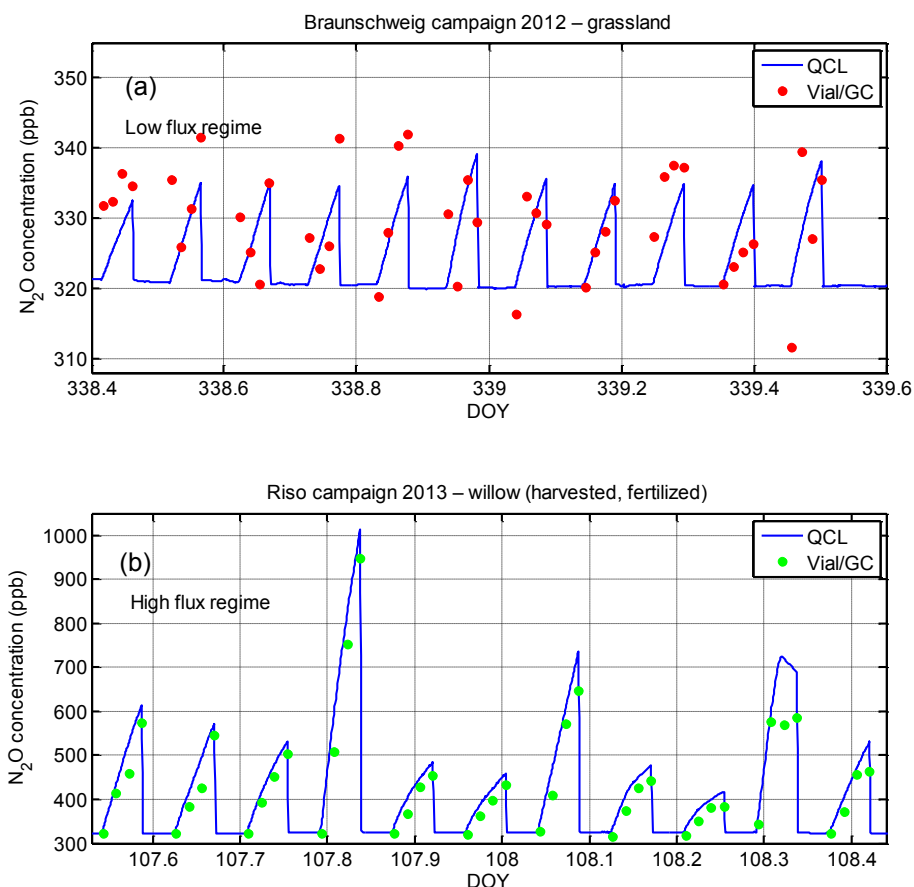 Braunschweig campaign 2012 – grassland
(a)
Low flux regime
QCL
Vial/GC
N2O concentration (ppb)
350
340
330
320
310
338.4 338.6 338.8 339 339.2 339.4 339.6
DOY
Riso campaign 2013 – willow (harvested, fertilized)
(b)
High flux regime
QCL
Vial/GC
N2O concentration (ppb)
1000
900
800
700
600
500
400
300
107.6 107.7 107.8 107.9 108 108.1 108.2 108.3 108.4
DOY